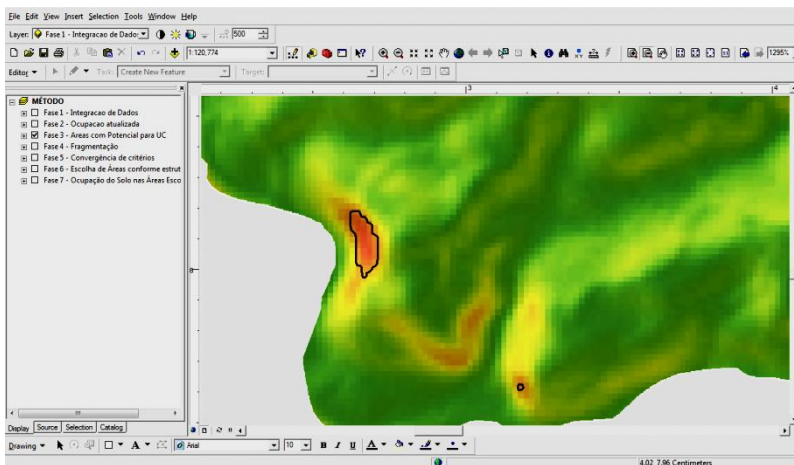 File Edit View Insert Selection Tools Window Help
Layer: Fase 1 - Integracao de Dado: 500
1:120,774 1295%
Editor Task: Create New Feature Target:
3 4
MÉTODO
Fase 1 - Integracao de Dados
Fase 2 - Ocupacao atualizada
Fase 3 - Areas com Potencial para UC
Fase 4 - Fragmentação
Fase 5 - Convergência de critérios
Fase 6 - Escolha de Áreas conforme estrut
Fase 7 - Ocupação do Solo nas Áreas Esco
8
Display Source Selection Catalog
Drawing A Arial 10 B I U A
4.02 7.96 Centimeters